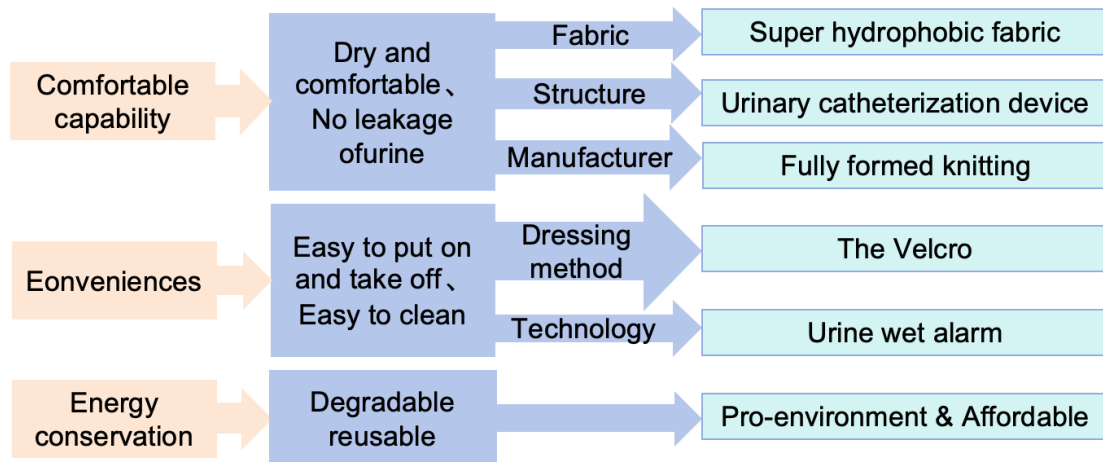 Comfortable
capability
Dry and
comfortable、
No leakage
ofurine
Fabric
Super hydrophobic fabric
Structure
Urinary catheterization device
Manufacturer
Fully formed knitting
Eonveniences
Easy to put on
and take off、
Easy to clean
Dressing
method
The Velcro
Technology
Urine wet alarm
Energy
conservation
Degradable
reusable
Pro-environment & Affordable